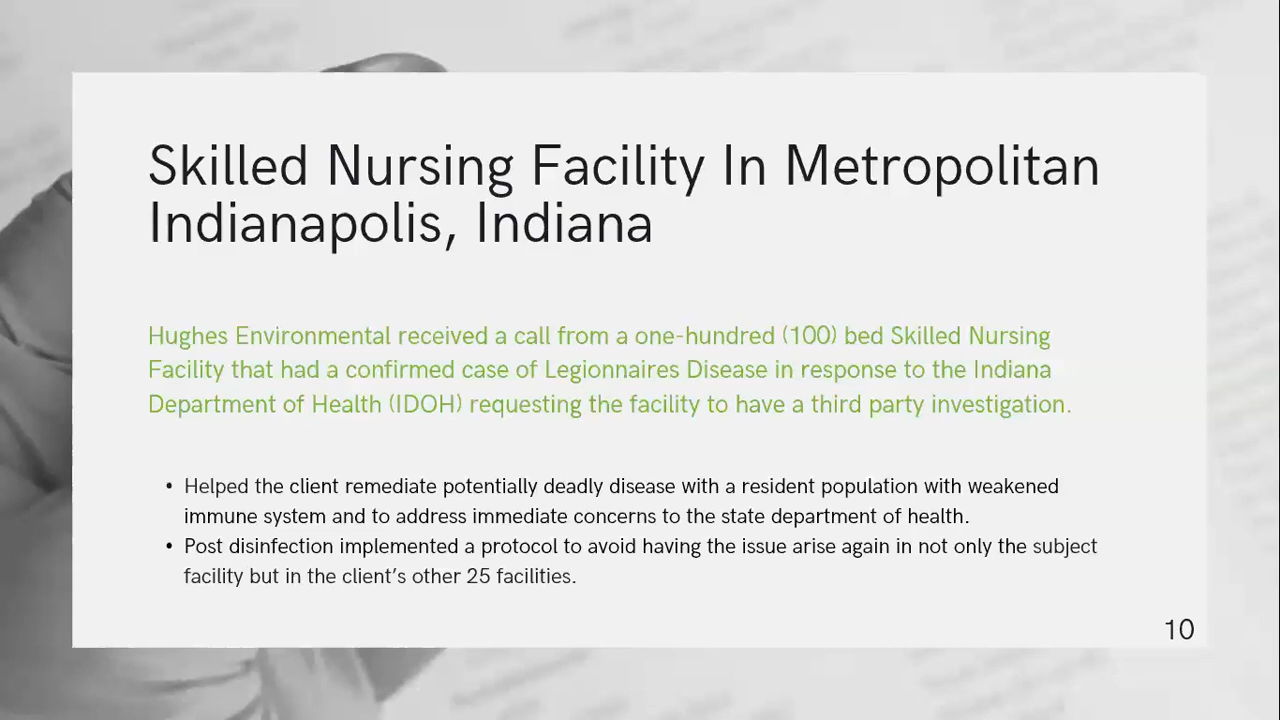 Skilled Nursing Facility In Metropolitan
Indianapolis, Indiana
Hughes Environmental received a call from a one-hundred (100) bed Skilled Nursing
Facility that had a confirmed case of Legionnaires Disease in response to the Indiana
Department of Health (IDOH) requesting the facility to have a third party investigation.
• Helped the client remediate potentially deadly disease with a resident population with weakened
immune system and to address immediate concerns to the state department of health.
• Post disinfection implemented a protocol to avoid having the issue arise again in not only the subject
facility but in the client's other 25 facilities.
10